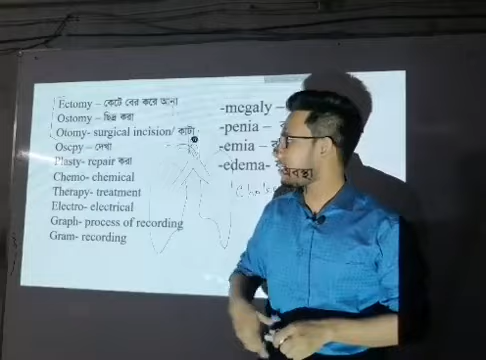 Ectomy – কেটে বের করে আনা
Ostomy – ছিদ্র করা
Otomy- surgical incision/ কাটা
Oscpy – দেখা
Plasty- repair করা
Chemo- chemical
Therapy- treatment
Electro- electrical
Graph- process of recording
Gram- recording
-megaly –
-penia –
-emia –
-edema-